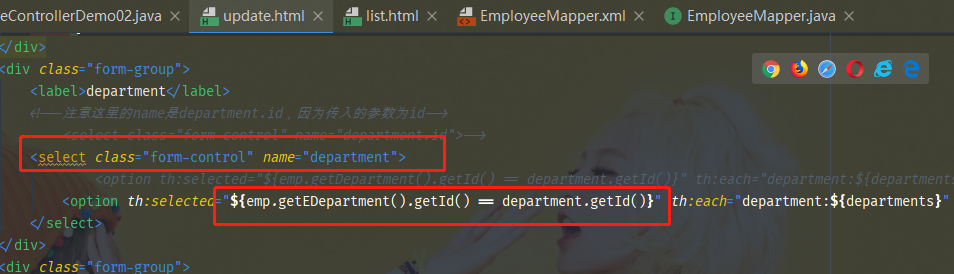 eControllerDemo02.java × update.html × list.html × EmployeeMapper.xml × EmployeeMapper.java ×
</div>
<div class="form-group">
<label>department</label>
<!--注意这里的name是department.id，因为传入的参数为id-->
<select class="form-control" name="department.id">-->
<select class="form-control" name="department">
<option th:selected="${emp.getDepartment().getId() == department.getId()}" th:each="department:${departments
<option th:selected="${emp.getEDepartment().getId() == department.getId()}" th:each="department:${departments}"
</select>
</div>
<div class="form-group">